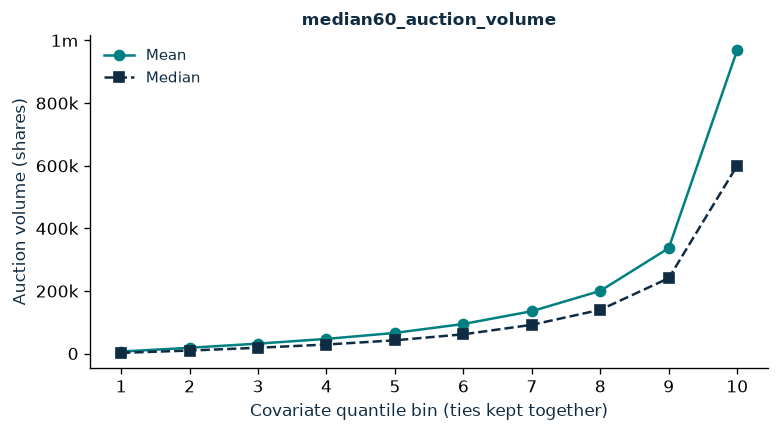 median60_auction_volume
Mean
Median
Auction volume (shares)
1m
800k
600k
400k
200k
0
1 2 3 4 5 6 7 8 9 10
Covariate quantile bin (ties kept together)